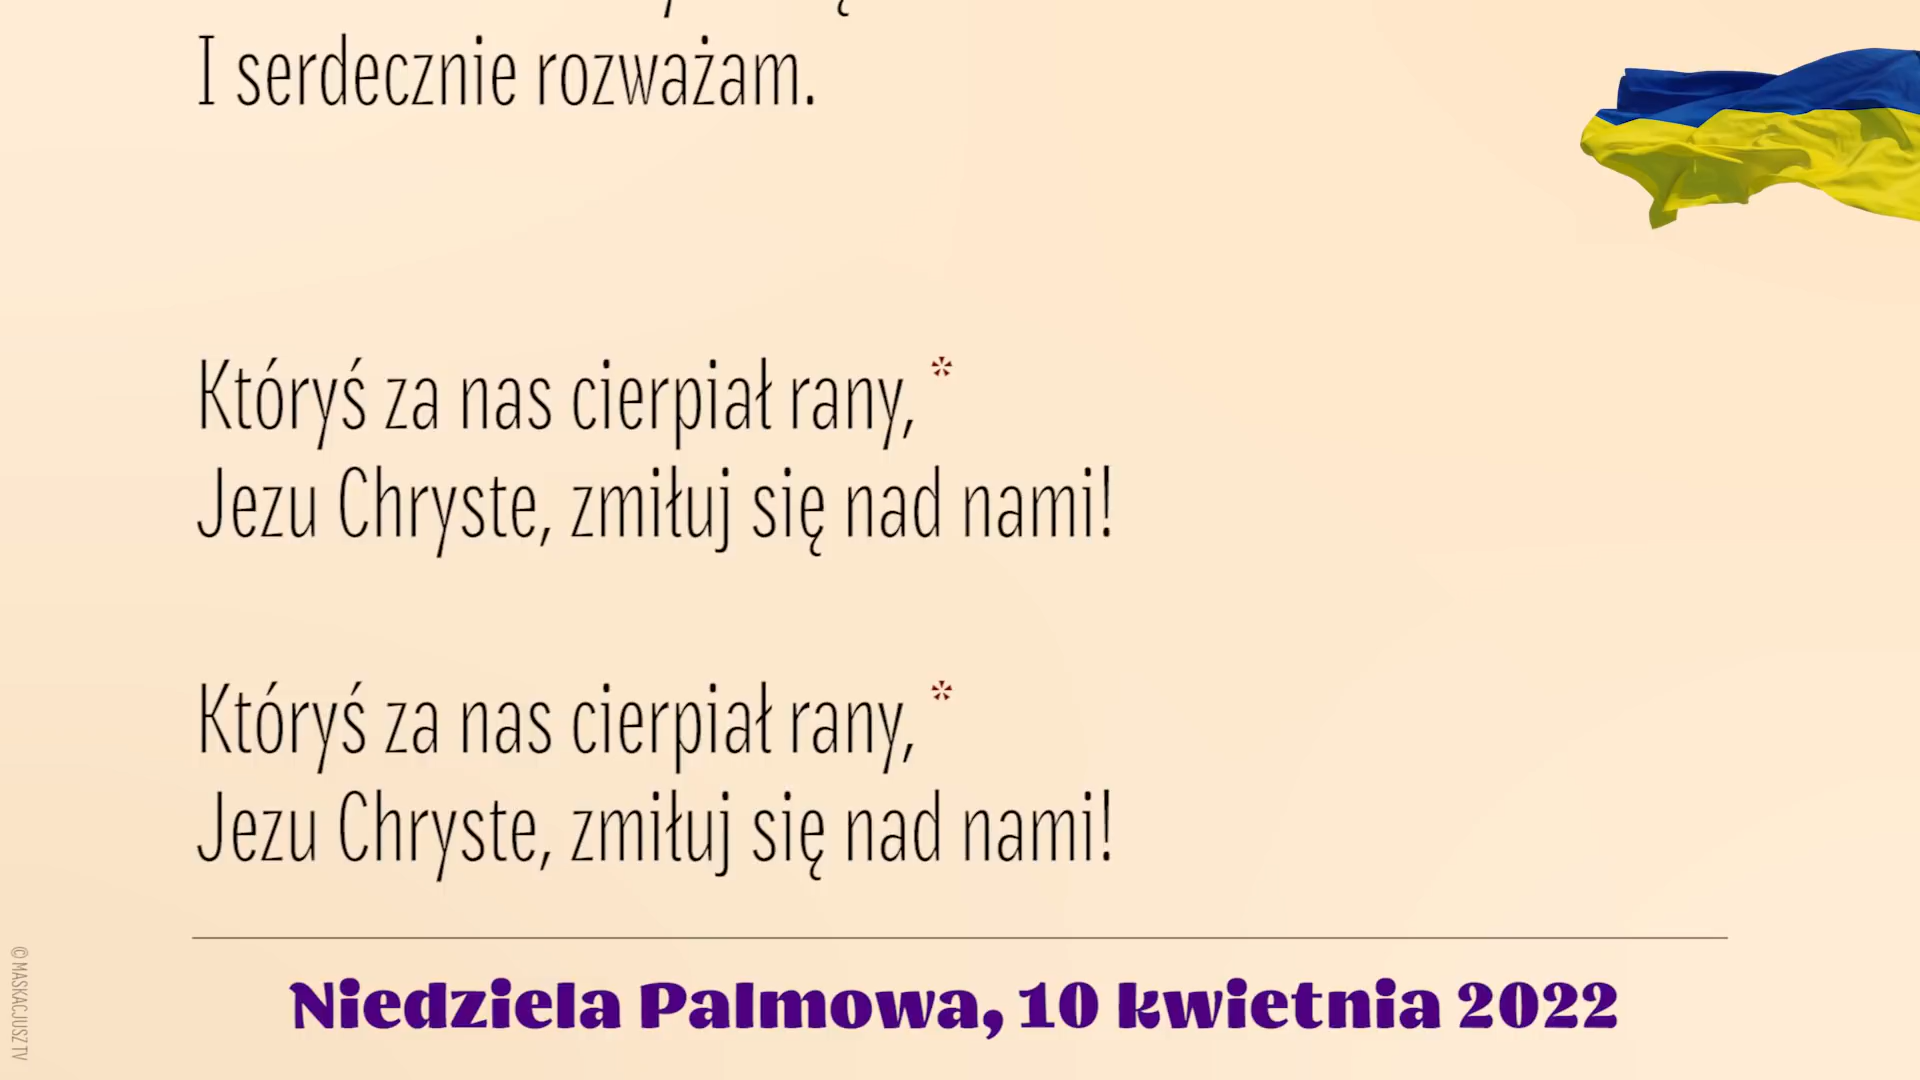 I serdecznie rozważam.
Któryś za nas cierpiał rany, *
Jezu Chryste, zmiłuj się nad nami!
Któryś za nas cierpiał rany, *
Jezu Chryste, zmiłuj się nad nami!
Niedziela Palmowa, 10 kwietnia 2022
© MASKACJUSZ TV